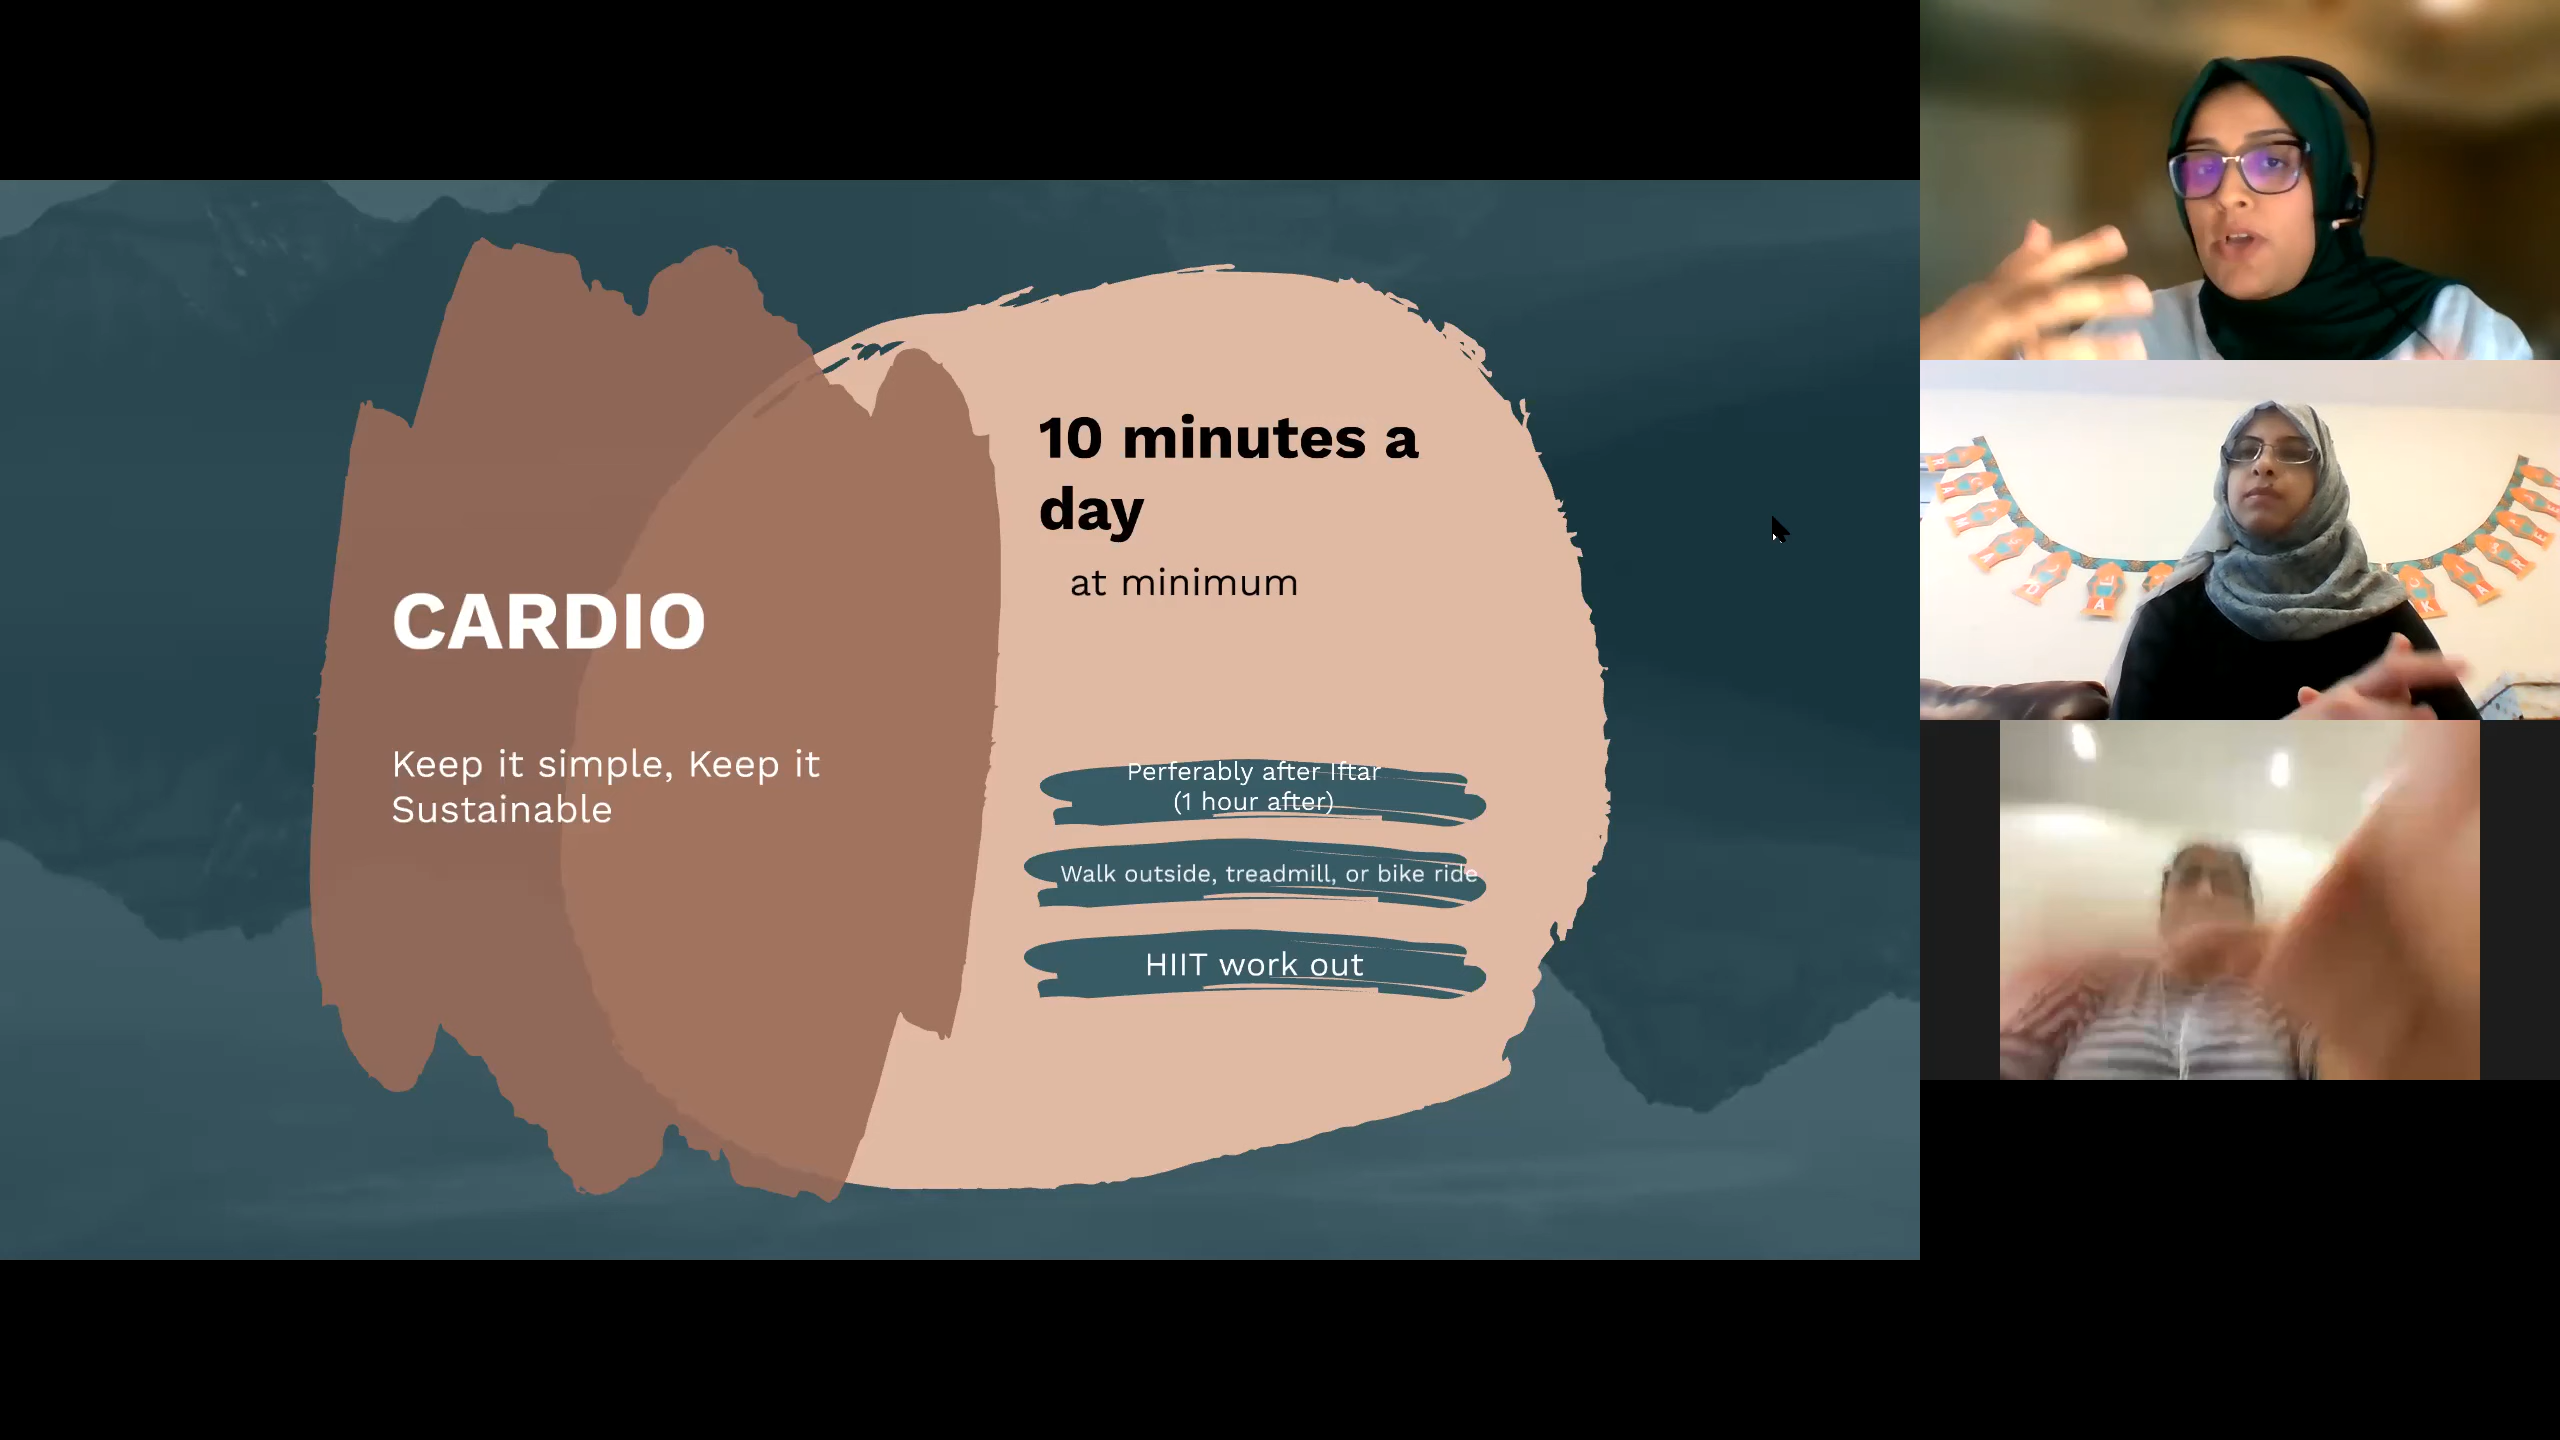 CARDIO
Keep it simple, Keep it
Sustainable
10 minutes a
day
at minimum
Perferably after Iftar
(1 hour after)
Walk outside, treadmill, or bike ride
HIIT work out